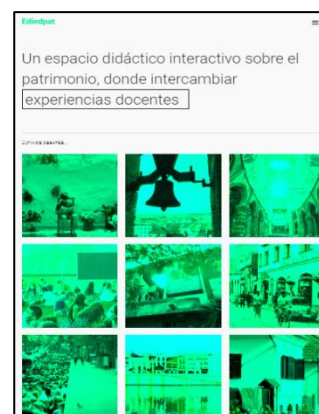 Ediedpat
Un espacio didáctico interactivo sobre el
patrimonio, donde intercambiar
experiencias docentes